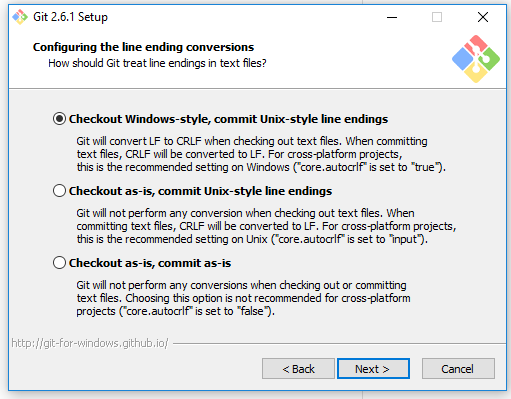 Git 2.6.1 Setup
Configuring the line ending conversions
How should Git treat line endings in text files?
Checkout Windows-style, commit Unix-style line endings
Git will convert LF to CRLF when checking out text files. When committing
text files, CRLF will be converted to LF. For cross-platform projects,
this is the recommended setting on Windows ("core.autocrlf" is set to "true").
Checkout as-is, commit Unix-style line endings
Git will not perform any conversion when checking out text files. When
committing text files, CRLF will be converted to LF. For cross-platform projects,
this is the recommended setting on Unix ("core.autocrlf" is set to "input").
Checkout as-is, commit as-is
Git will not perform any conversions when checking out or committing
text files. Choosing this option is not recommended for cross-platform
projects ("core.autocrlf" is set to "false").
http://git-for-windows.github.io/
< Back Next > Cancel